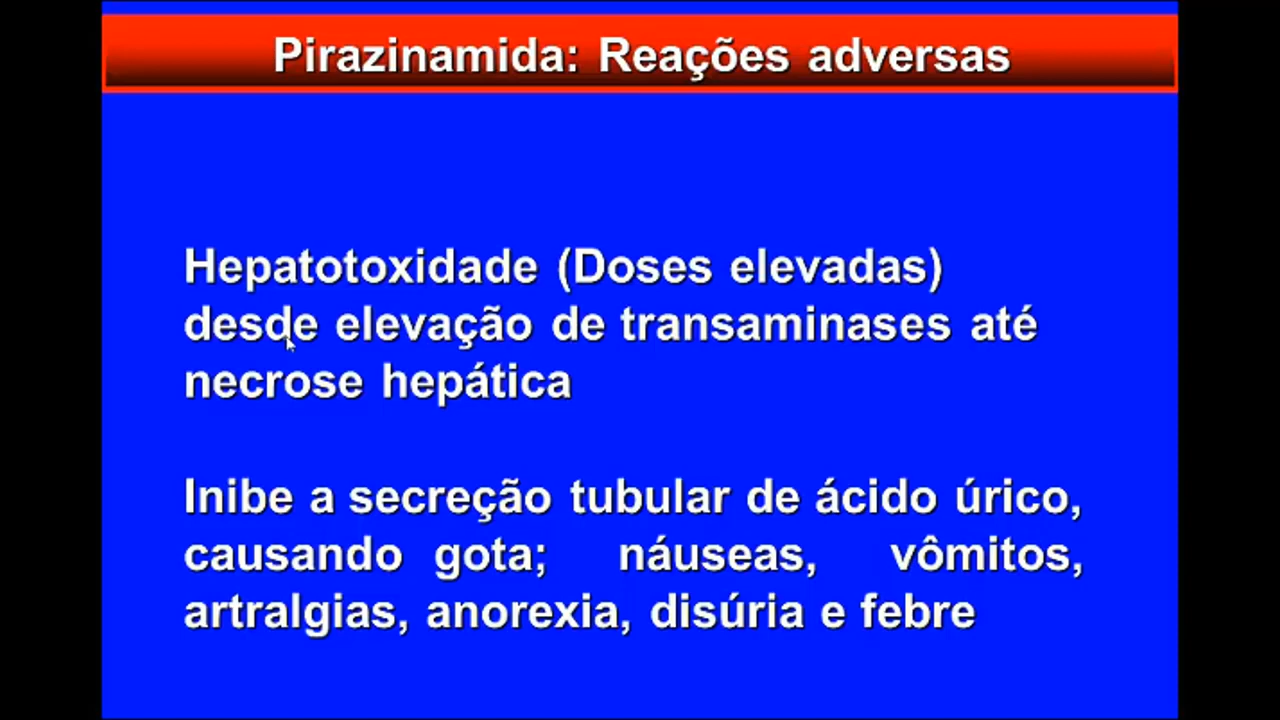 Pirazinamida: Reações adversas
Hepatotoxidade (Doses elevadas)
desde elevação de transaminases até
necrose hepática
Inibe a secreção tubular de ácido úrico,
causando gota; náuseas, vômitos,
artralgias, anorexia, disúria e febre